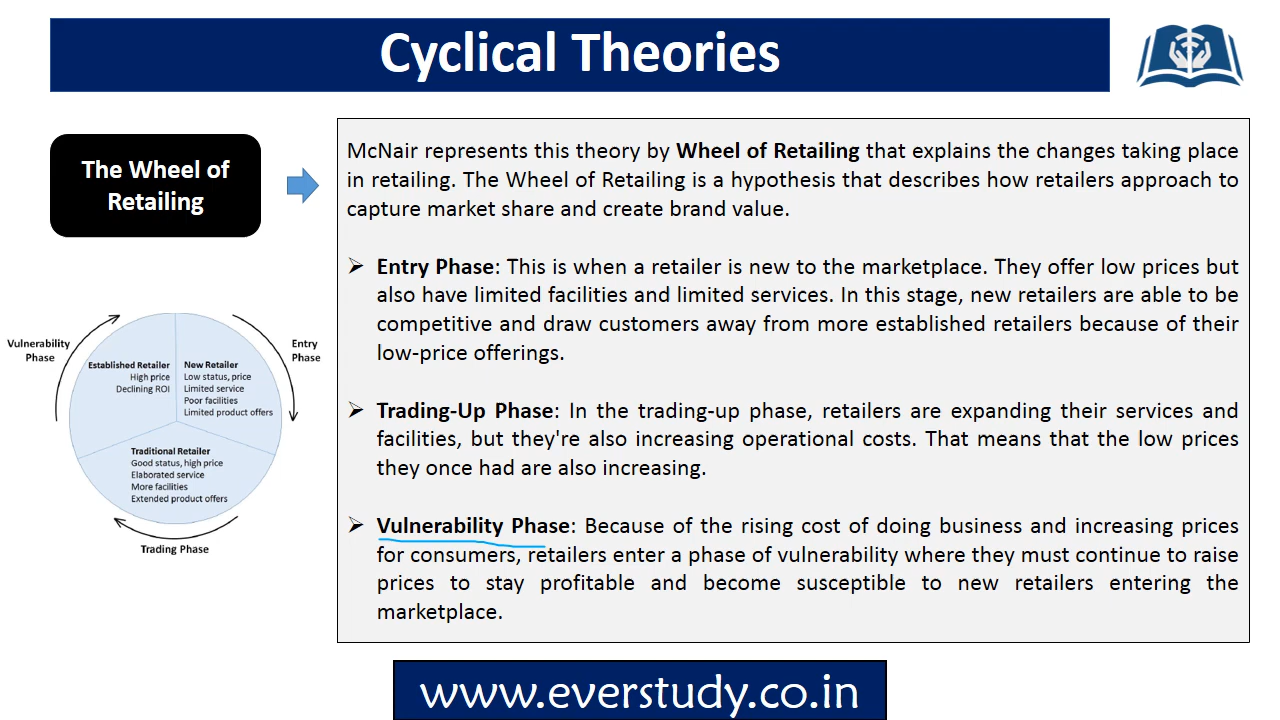 Cyclical Theories
The Wheel of
Retailing
McNair represents this theory by Wheel of Retailing that explains the changes taking place
in retailing. The Wheel of Retailing is a hypothesis that describes how retailers approach to
capture market share and create brand value.
Entry Phase: This is when a retailer is new to the marketplace. They offer low prices but
also have limited facilities and limited services. In this stage, new retailers are able to be
competitive and draw customers away from more established retailers because of their
low-price offerings.
Trading-Up Phase: In the trading-up phase, retailers are expanding their services and
facilities, but they're also increasing operational costs. That means that the low prices
they once had are also increasing.
Vulnerability Phase: Because of the rising cost of doing business and increasing prices
for consumers, retailers enter a phase of vulnerability where they must continue to raise
prices to stay profitable and become susceptible to new retailers entering the
marketplace.
Vulnerability
Phase
Entry
Phase
Established Retailer
High price
Declining ROI
New Retailer
Low status, price
Limited service
Poor facilities
Limited product offers
Traditional Retailer
Good status, high price
Elaborated service
More facilities
Extended product offers
Trading Phase
www.everstudy.co.in